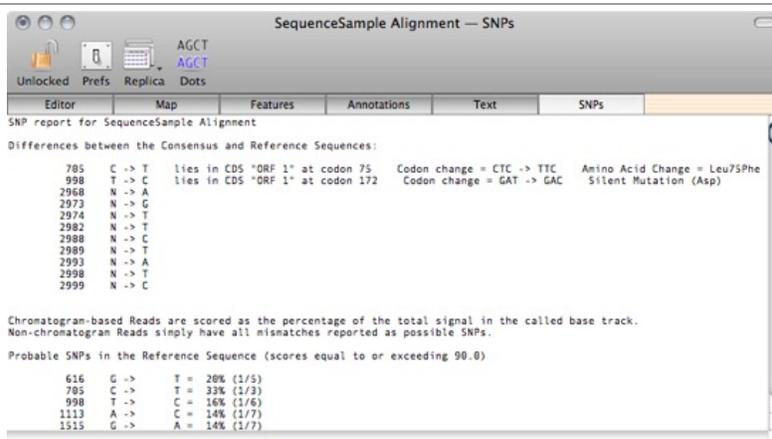 SequenceSample Alignment — SNPs
AGCT
AGCT
Unlocked Prefs Replica Dots
Editor Map Features Annotations Text SNPs
SNP report for SequenceSample Alignment
Differences between the Consensus and Reference Sequences:
705 C -> T lies in CDS "ORF 1" at codon 75 Codon change = CTC -> TTC Amino Acid Change = Leu75Phe
998 T -> C lies in CDS "ORF 1" at codon 172 Codon change = GAT -> GAC Silent Mutation (Asp)
2968 N -> A
2973 N -> G
2974 N -> T
2982 N -> T
2988 N -> C
2989 N -> T
2993 N -> A
2998 N -> T
2999 N -> C
Chromatogram-based Reads are scored as the percentage of the total signal in the called base track.
Non-chromatogram Reads simply have all mismatches reported as possible SNPs.
Probable SNPs in the Reference Sequence (scores equal to or exceeding 90.0)
616 G -> T = 20% (1/5)
705 C -> T = 33% (1/3)
998 T -> C = 16% (1/6)
1113 A -> C = 14% (1/7)
1515 G -> A = 14% (1/7)